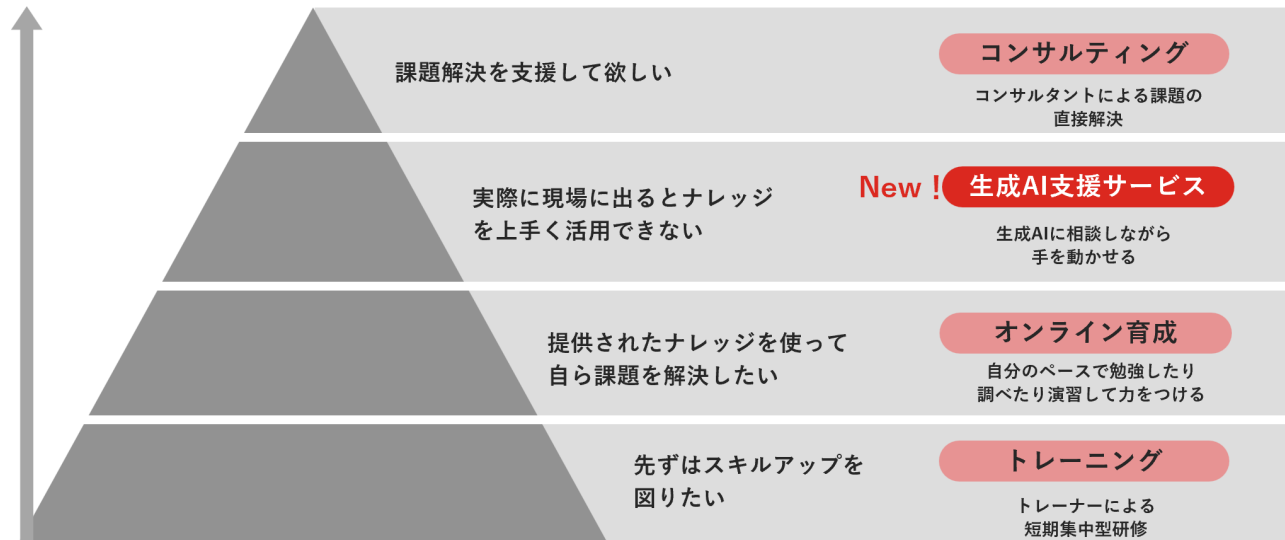 課題解決を支援して欲しい
コンサルティング
コンサルタントによる課題の
直接解決
実際に現場に出るとナレッジ
を上手く活用できない
New！
生成AI支援サービス
生成AIに相談しながら
手を動かせる
提供されたナレッジを使って
自ら課題を解決したい
オンライン育成
自分のペースで勉強したり
調べたり演習して力をつける
先ずはスキルアップを
図りたい
トレーニング
トレーナーによる
短期集中型研修